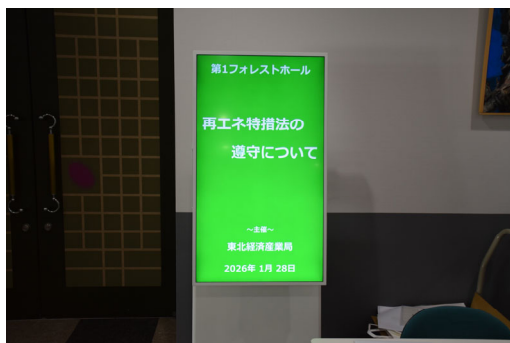 第1フォレストホール
再エネ特措法の
遵守について
～主催～
東北経済産業局
2026年 1月 28日